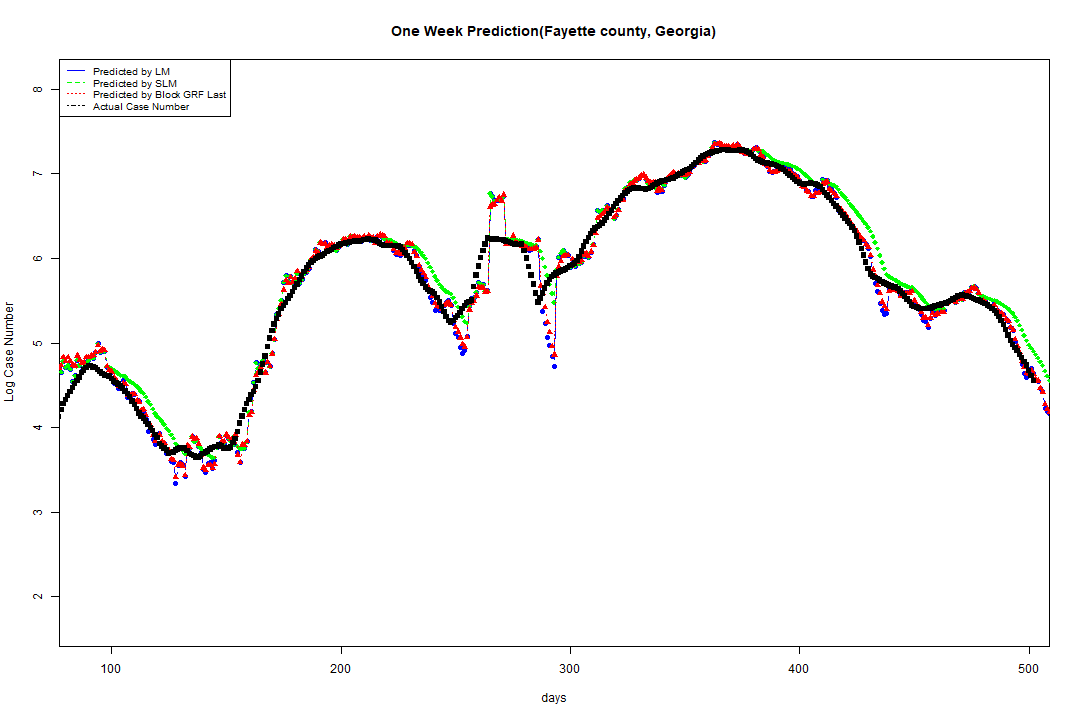 One Week Prediction(Fayette county, Georgia)
Predicted by LM
Predicted by SLM
Predicted by Block GRF Last
Actual Case Number
8
7
6
5
4
3
2
Log Case Number
100 200 300 400 500
days